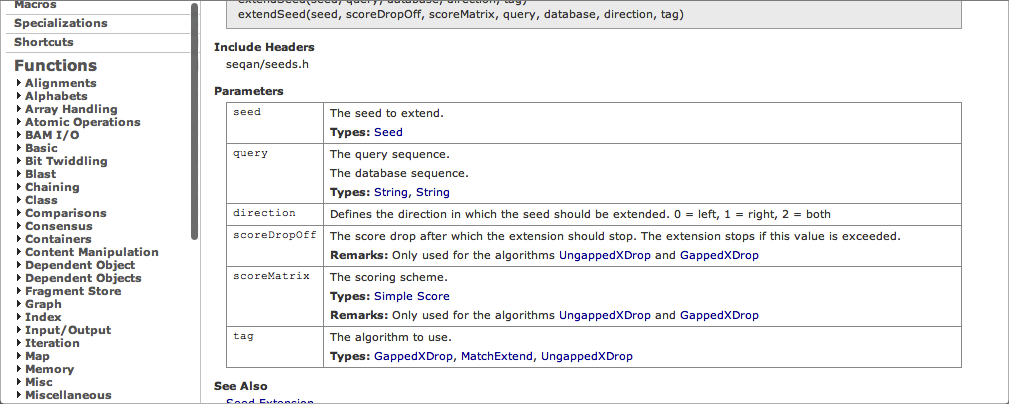 Macros
Specializations
Shortcuts
Functions
Alignments
Alphabets
Array Handling
Atomic Operations
BAM I/O
Basic
Bit Twiddling
Blast
Chaining
Class
Comparisons
Consensus
Containers
Content Manipulation
Dependent Object
Dependent Objects
Fragment Store
Graph
Index
Input/Output
Iteration
Map
Memory
Misc
Miscellaneous
extendSeed(seed, query, database, direction, tag)
extendSeed(seed, scoreDropOff, scoreMatrix, query, database, direction, tag)
Include Headers
seqan/seeds.h
Parameters
seed
The seed to extend.
Types: Seed
query
The query sequence.
The database sequence.
Types: String, String
direction
Defines the direction in which the seed should be extended. 0 = left, 1 = right, 2 = both
scoreDropOff
The score drop after which the extension should stop. The extension stops if this value is exceeded.
Remarks: Only used for the algorithms UngappedXDrop and GappedXDrop
scoreMatrix
The scoring scheme.
Types: Simple Score
Remarks: Only used for the algorithms UngappedXDrop and GappedXDrop
tag
The algorithm to use.
Types: GappedXDrop, MatchExtend, UngappedXDrop
See Also
Seed Extension